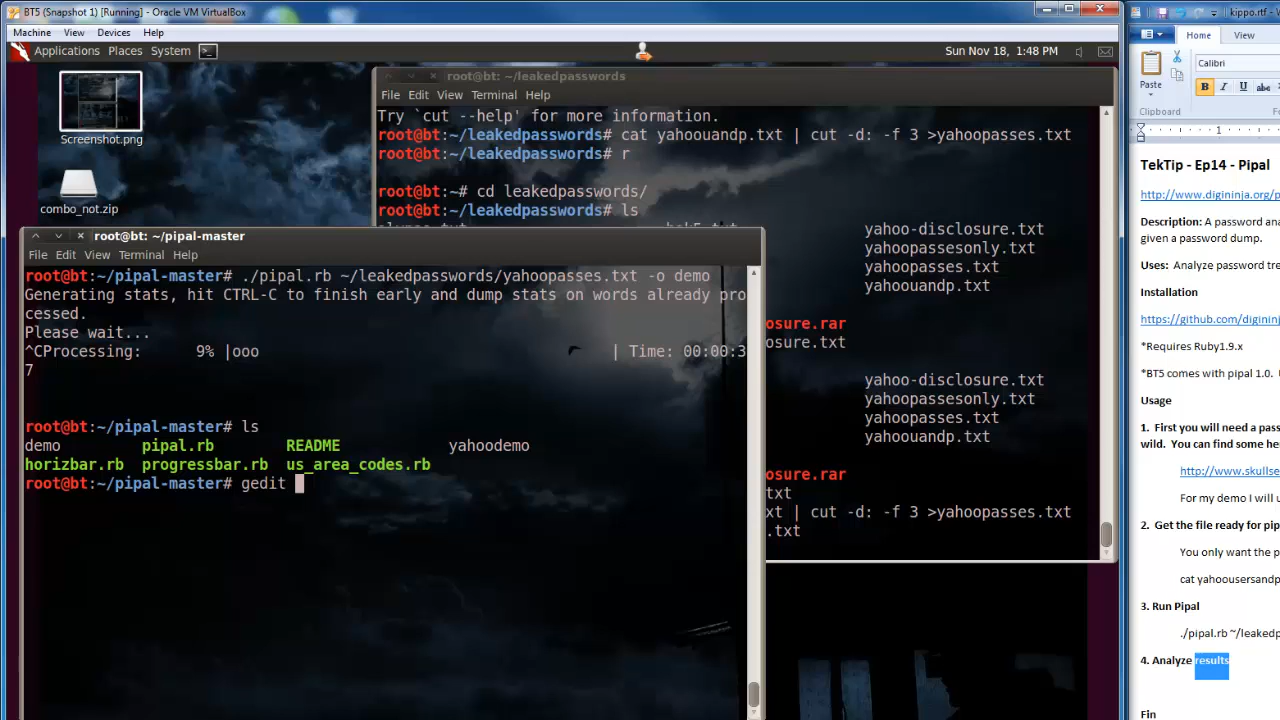 BT5 (Snapshot 1) [Running] - Oracle VM VirtualBox
Machine View Devices Help
Applications Places System
Sun Nov 18, 1:48 PM
Screenshot.png
combo_not.zip
root@bt: ~/leakedpasswords
File Edit View Terminal Help
Try `cut --help' for more information.
root@bt:~/leakedpasswords# cat yahoouandp.txt | cut -d: -f 3 >yahoopasses.txt
root@bt:~/leakedpasswords# r
root@bt:~# cd leakedpasswords/
root@bt:~/leakedpasswords# ls
yahoo-disclosure.txt
yahoopassesonly.txt
yahoopasses.txt
yahoouandp.txt
osure.rar
osure.txt
yahoo-disclosure.txt
yahoopassesonly.txt
yahoopasses.txt
yahoouandp.txt
osure.rar
xt
xt | cut -d: -f 3 >yahoopasses.txt
.txt
root@bt: ~/pipal-master
File Edit View Terminal Help
root@bt:~/pipal-master# ./pipal.rb ~/leakedpasswords/yahoopasses.txt -o demo
Generating stats, hit CTRL-C to finish early and dump stats on words already pro
cessed.
Please wait...
^CProcessing: 9% |ooo | Time: 00:00:3
7
root@bt:~/pipal-master# ls
demo pipal.rb README yahoodemo
horizbar.rb progressbar.rb us_area_codes.rb
root@bt:~/pipal-master# gedit
kippo.rtf - W
Home View
Paste
Calibri
B I U abc
Clipboard
1
TekTip - Ep14 - Pipal
http://www.digininja.org/p
Description: A password ana
given a password dump.
Uses: Analyze password tre
Installation
https://github.com/diginin
*Requires Ruby1.9.x
*BT5 comes with pipal 1.0. U
Usage
1. First you will need a pass
wild. You can find some he
http://www.skullse
For my demo I will u
2. Get the file ready for pip
You only want the p
cat yahoousersandp
3. Run Pipal
./pipal.rb ~/leakedp
4. Analyze results
Fin